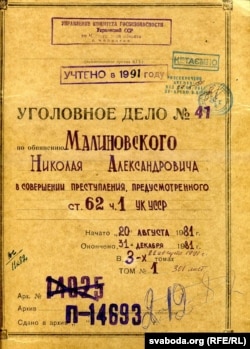 УПРАВЛЕНИЕ КОМИТЕТА ГОСБЕЗОПАСНОСТИ
Украинской ССР
УЧТЕНО в 1991 году
УГОЛОВНОЕ ДЕЛО № 41
по обвинению МАЛИНОВСКОГО
НИКОЛАЯ АЛЕКСАНДРОВИЧА
В СОВЕРШЕНИИ ПРЕСТУПЛЕНИЯ, ПРЕДУСМОТРЕННОГО
СТ. 62 Ч.1 УК УССР
Начато 20 АВГУСТА 1981
Окончено 31 ДЕКАБРЯ 1981
В 3-х томах
ТОМ № 1
Арх. № 14025
Архив П-14693
Сдано в архив
svaboda.org (RFE/RL)